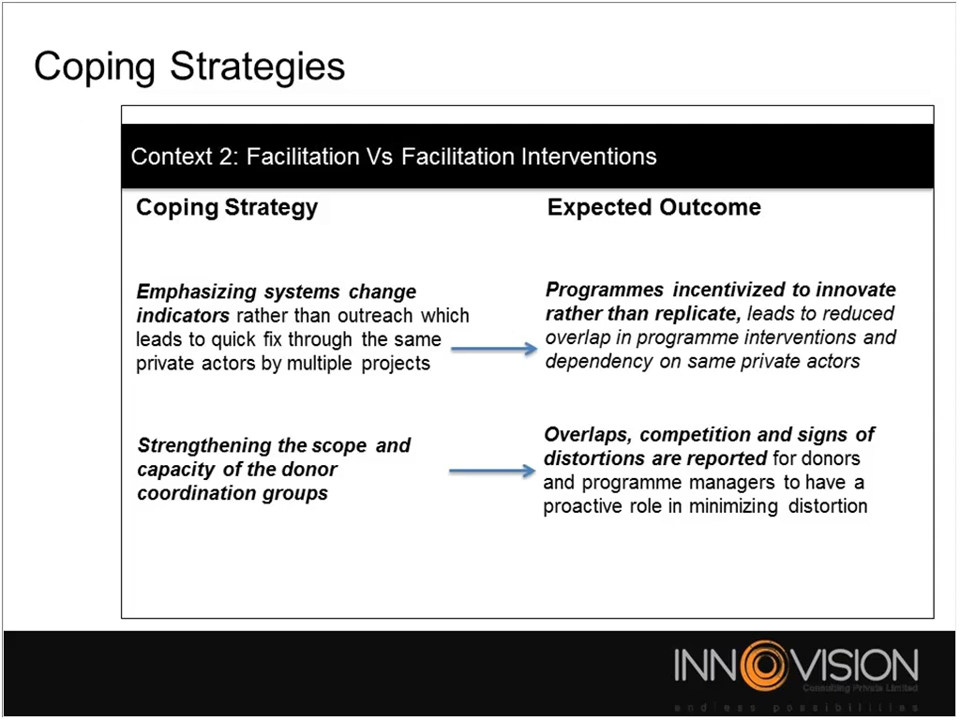 Coping Strategies
Context 2: Facilitation Vs Facilitation Interventions
Coping Strategy
Expected Outcome
Emphasizing systems change
indicators rather than outreach which
leads to quick fix through the same
private actors by multiple projects
Programmes incentivized to innovate
rather than replicate, leads to reduced
overlap in programme interventions and
dependency on same private actors
Strengthening the scope and
capacity of the donor
coordination groups
Overlaps, competition and signs of
distortions are reported for donors
and programme managers to have a
proactive role in minimizing distortion
INNOVISION
Consulting Private Limited
endless possibilities